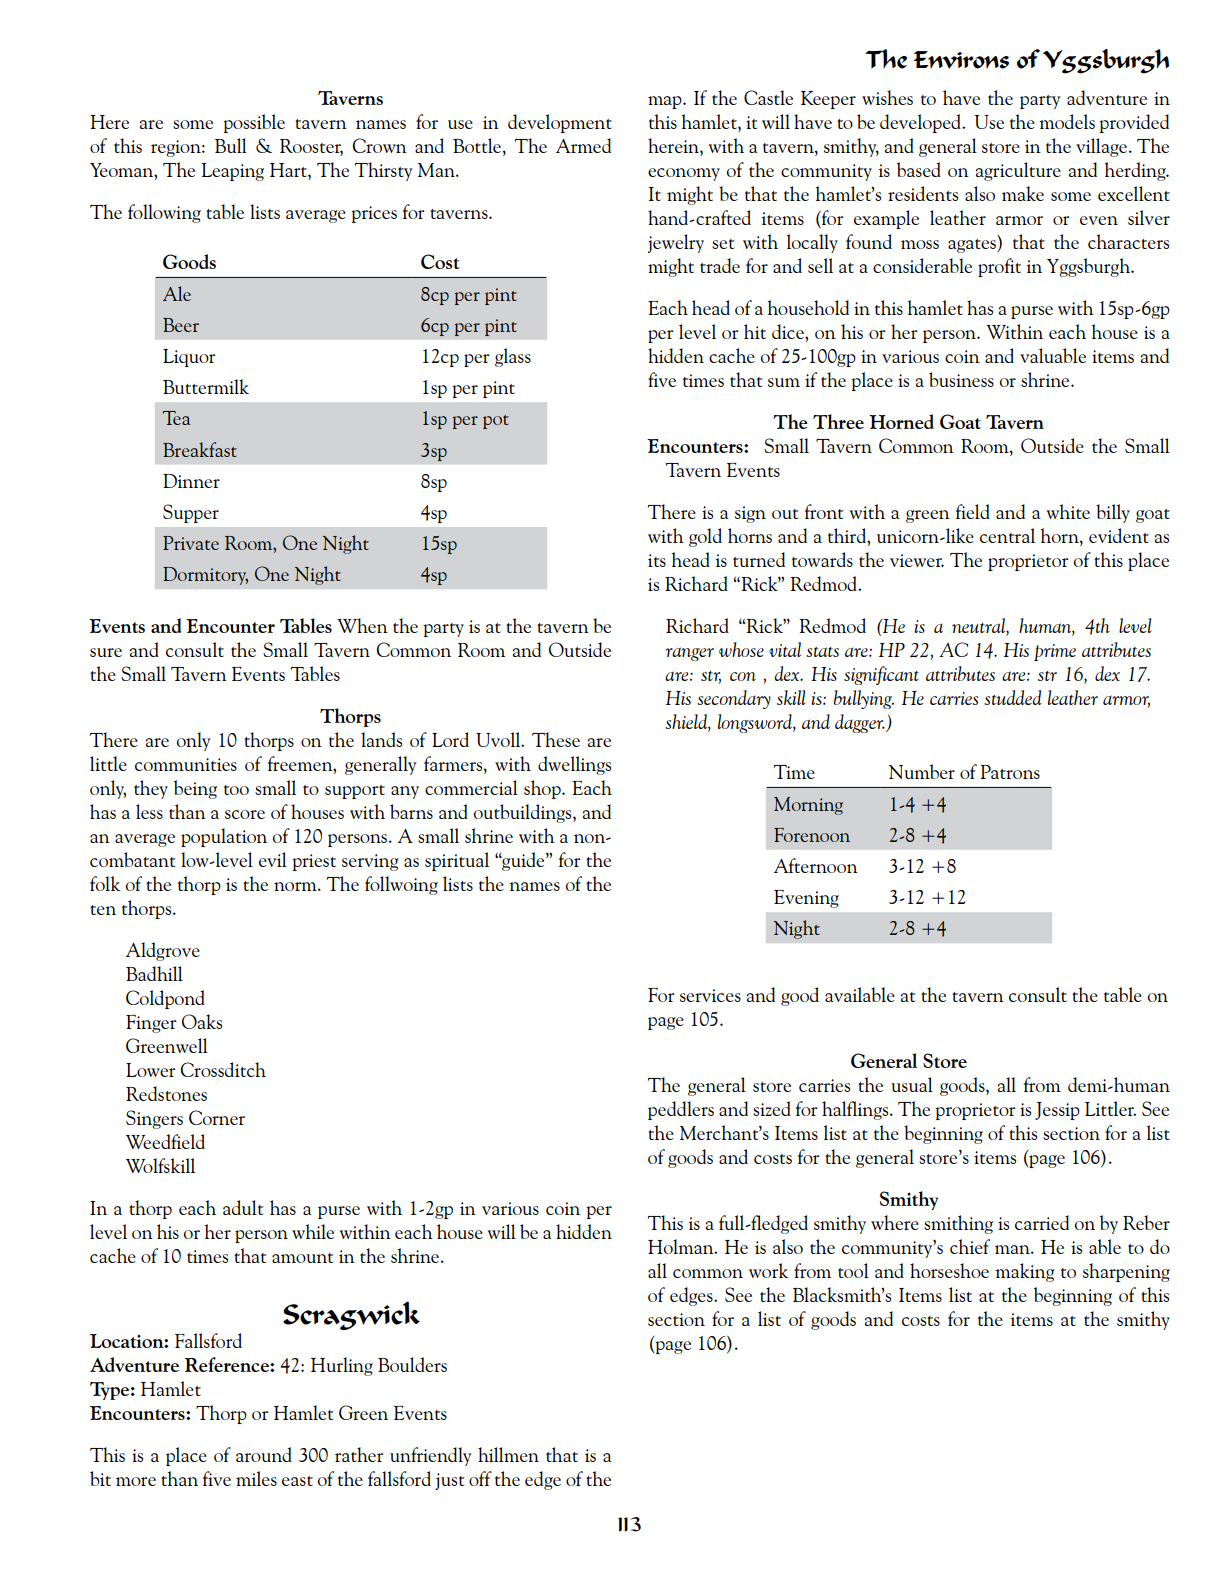 The Environs of Yggsburgh
Taverns
Here are some possible tavern names for use in development
of this region: Bull & Rooster, Crown and Bottle, The Armed
Yeoman, The Leaping Hart, The Thirsty Man.
The following table lists average prices for taverns.
Goods Cost
Ale 8cp per pint
Beer 6cp per pint
Liquor 12cp per glass
Buttermilk 1sp per pint
Tea 1sp per pot
Breakfast 3sp
Dinner 8sp
Supper 4sp
Private Room, One Night 15sp
Dormitory, One Night 4sp
Events and Encounter Tables When the party is at the tavern be
sure and consult the Small Tavern Common Room and Outside
the Small Tavern Events Tables
Thorps
There are only 10 thorps on the lands of Lord Uvoll. These are
little communities of freemen, generally farmers, with dwellings
only, they being too small to support any commercial shop. Each
has a less than a score of houses with barns and outbuildings, and
an average population of 120 persons. A small shrine with a non-
combatant low-level evil priest serving as spiritual “guide” for the
folk of the thorp is the norm. The follwoing lists the names of the
ten thorps.
Aldgrove
Badhill
Coldpond
Finger Oaks
Greenwell
Lower Crossditch
Redstones
Singers Corner
Weedfield
Wolfskill
In a thorp each adult has a purse with 1-2gp in various coin per
level on his or her person while within each house will be a hidden
cache of 10 times that amount in the shrine.
Scragwick
Location: Fallsford
Adventure Reference: 42: Hurling Boulders
Type: Hamlet
Encounters: Thorp or Hamlet Green Events
This is a place of around 300 rather unfriendly hillmen that is a
bit more than five miles east of the fallsford just off the edge of the
map. If the Castle Keeper wishes to have the party adventure in
this hamlet, it will have to be developed. Use the models provided
herein, with a tavern, smithy, and general store in the village. The
economy of the community is based on agriculture and herding.
It might be that the hamlet’s residents also make some excellent
hand-crafted items (for example leather armor or even silver
jewelry set with locally found moss agates) that the characters
might trade for and sell at a considerable profit in Yggsburgh.
Each head of a household in this hamlet has a purse with 15sp-6gp
per level or hit dice, on his or her person. Within each house is a
hidden cache of 25-100gp in various coin and valuable items and
five times that sum if the place is a business or shrine.
The Three Horned Goat Tavern
Encounters: Small Tavern Common Room, Outside the Small
Tavern Events
There is a sign out front with a green field and a white billy goat
with gold horns and a third, unicorn-like central horn, evident as
its head is turned towards the viewer. The proprietor of this place
is Richard “Rick” Redmod.
Richard “Rick” Redmod (He is a neutral, human, 4th level
ranger whose vital stats are: HP 22, AC 14. His prime attributes
are: str, con , dex. His significant attributes are: str 16, dex 17.
His secondary skill is: bullying. He carries studded leather armor,
shield, longsword, and dagger.)
Time Number of Patrons
Morning 1-4 +4
Forenoon 2-8 +4
Afternoon 3-12 +8
Evening 3-12 +12
Night 2-8 +4
For services and good available at the tavern consult the table on
page 105.
General Store
The general store carries the usual goods, all from demi-human
peddlers and sized for halflings. The proprietor is Jessip Littler. See
the Merchant’s Items list at the beginning of this section for a list
of goods and costs for the general store’s items (page 106).
Smithy
This is a full-fledged smithy where smithing is carried on by Reber
Holman. He is also the community’s chief man. He is able to do
all common work from tool and horseshoe making to sharpening
of edges. See the Blacksmith’s Items list at the beginning of this
section for a list of goods and costs for the items at the smithy
(page 106).
113